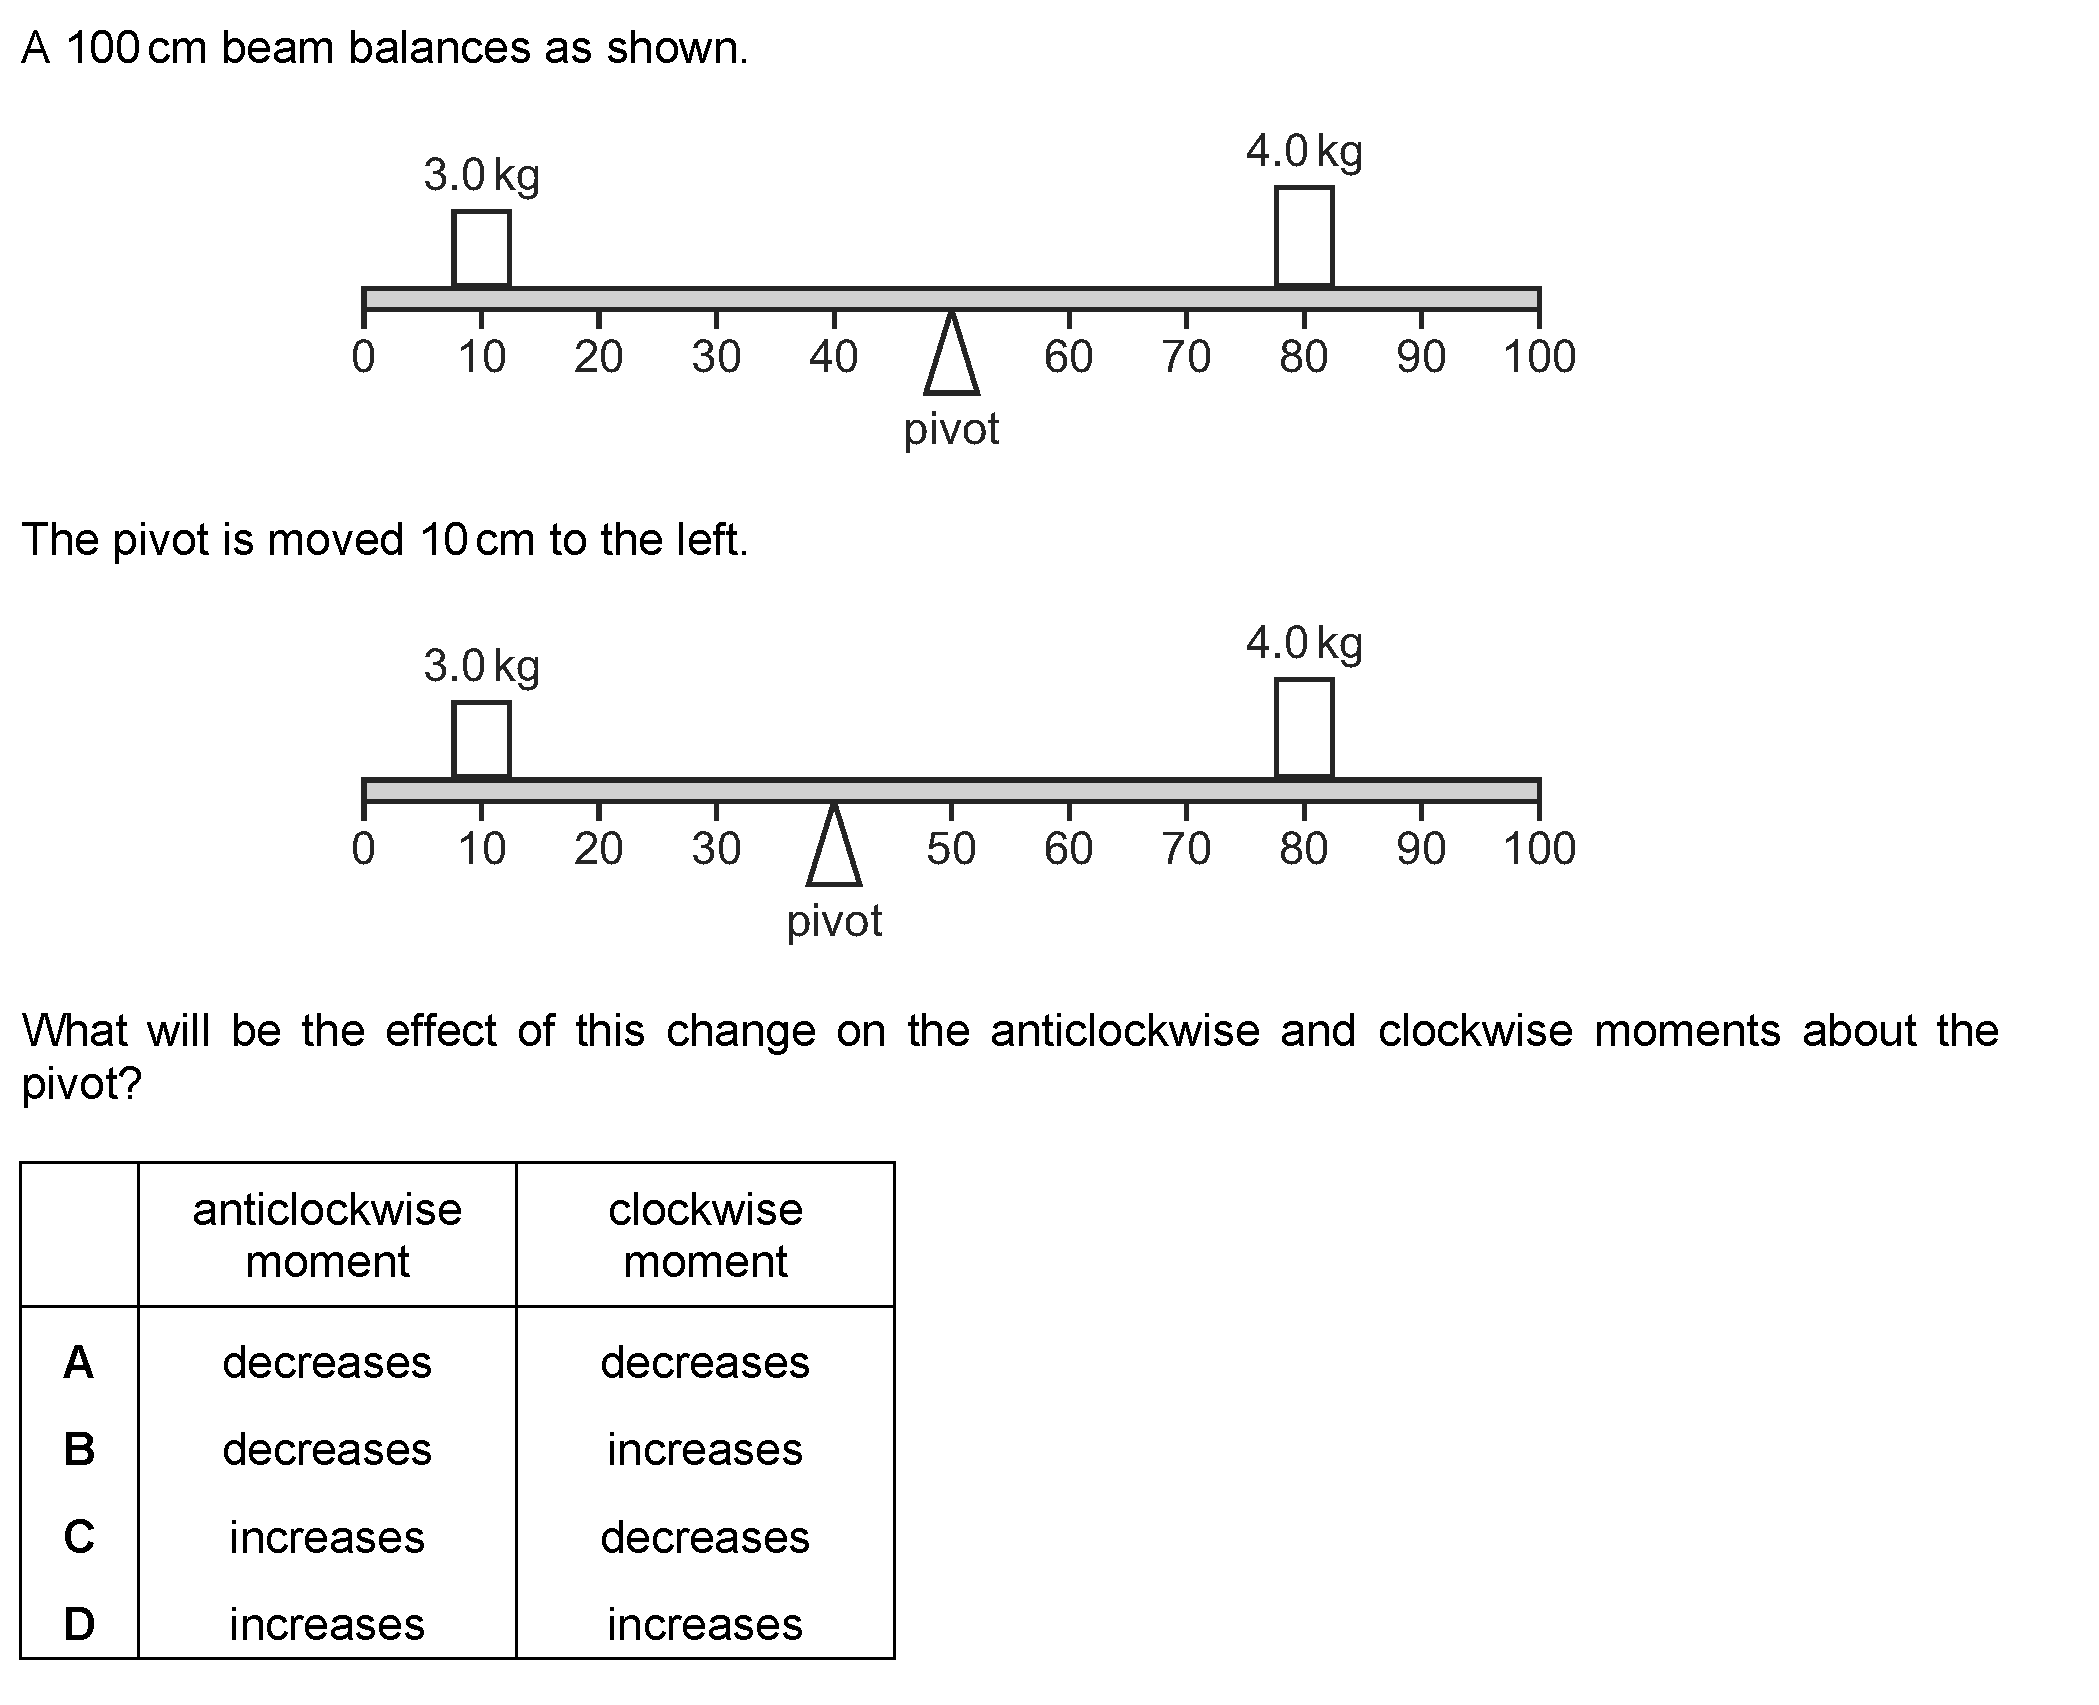 A 100 cm beam balances as shown.
3.0 kg
4.0 kg
0 10 20 30 40 60 70 80 90 100
pivot
The pivot is moved 10 cm to the left.
3.0 kg
4.0 kg
0 10 20 30 50 60 70 80 90 100
pivot
What will be the effect of this change on the anticlockwise and clockwise moments about the
pivot?
anticlockwise moment clockwise moment
A decreases decreases
B decreases increases
C increases decreases
D increases increases